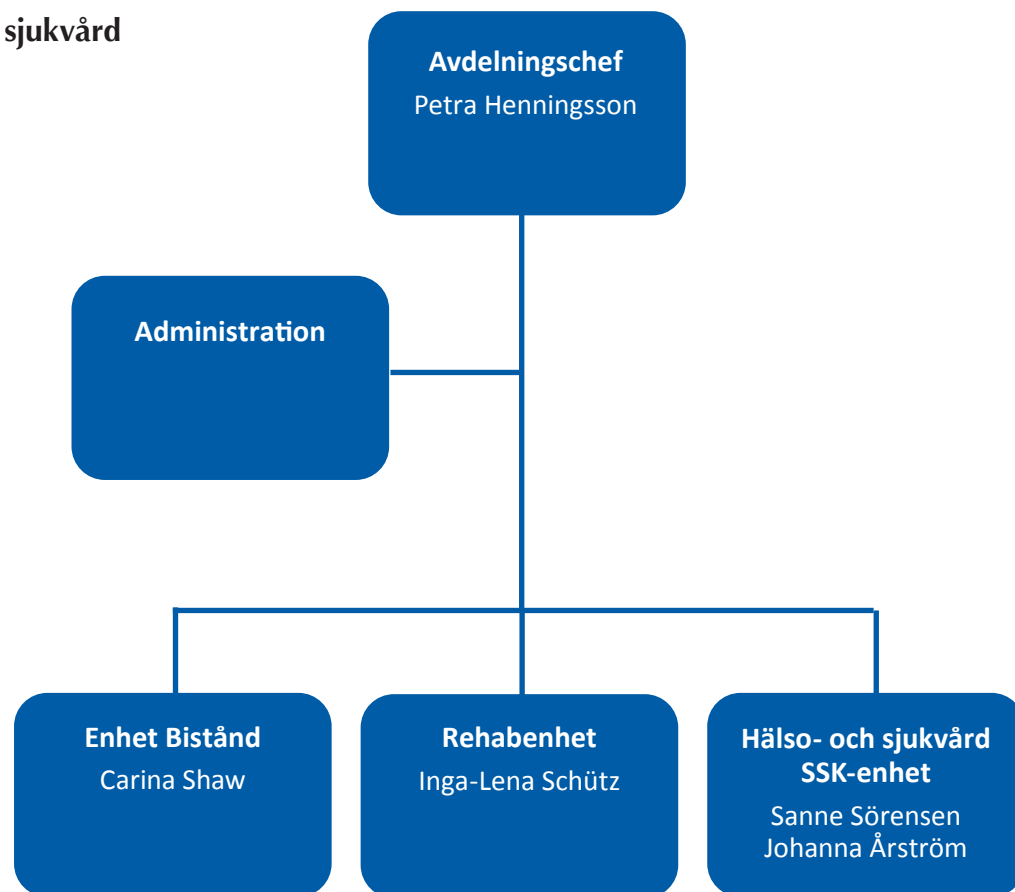 sjukvård
Avdelningschef
Petra Henningsson
Administration
Enhet Bistånd
Carina Shaw
Rehabenhet
Inga-Lena Schütz
Hälso- och sjukvård
SSK-enhet
Sanne Sörensen
Johanna Årström